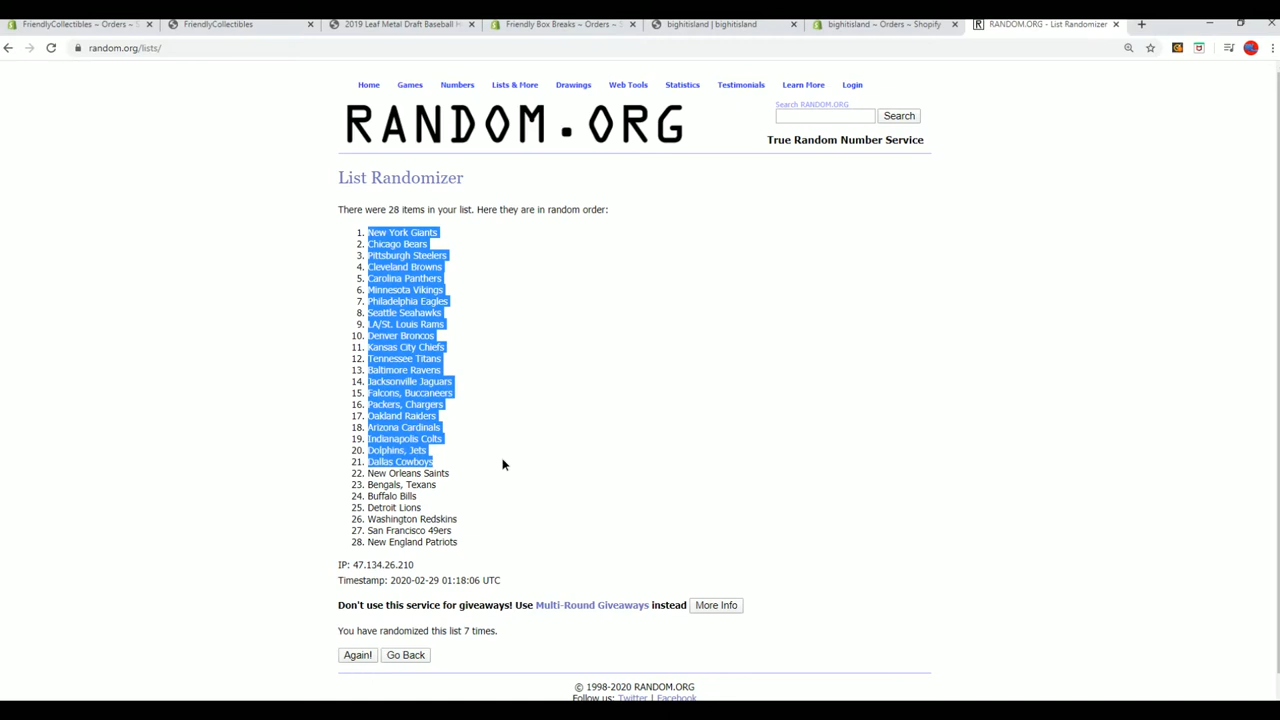 FriendlyCollectibles ~ Orders ~ S
FriendlyCollectibles
2019 Leaf Metal Draft Baseball H
Friendly Box Breaks ~ Orders ~ S
bighitisland | bighitisland
bighitisland ~ Orders ~ Shopify
RANDOM.ORG - List Randomizer
random.org/lists/
Home Games Numbers Lists & More Drawings Web Tools Statistics Testimonials Learn More Login
RANDOM.ORG
Search RANDOM.ORG
Search
True Random Number Service
List Randomizer
There were 28 items in your list. Here they are in random order:
1. New York Giants
2. Chicago Bears
3. Pittsburgh Steelers
4. Cleveland Browns
5. Carolina Panthers
6. Minnesota Vikings
7. Philadelphia Eagles
8. Seattle Seahawks
9. LA/St. Louis Rams
10. Denver Broncos
11. Kansas City Chiefs
12. Tennessee Titans
13. Baltimore Ravens
14. Jacksonville Jaguars
15. Falcons, Buccaneers
16. Packers, Chargers
17. Oakland Raiders
18. Arizona Cardinals
19. Indianapolis Colts
20. Dolphins, Jets
21. Dallas Cowboys
22. New Orleans Saints
23. Bengals, Texans
24. Buffalo Bills
25. Detroit Lions
26. Washington Redskins
27. San Francisco 49ers
28. New England Patriots
IP: 47.134.26.210
Timestamp: 2020-02-29 01:18:06 UTC
Don't use this service for giveaways! Use Multi-Round Giveaways instead More Info
You have randomized this list 7 times.
Again! Go Back
© 1998-2020 RANDOM.ORG
Follow us: Twitter | Facebook